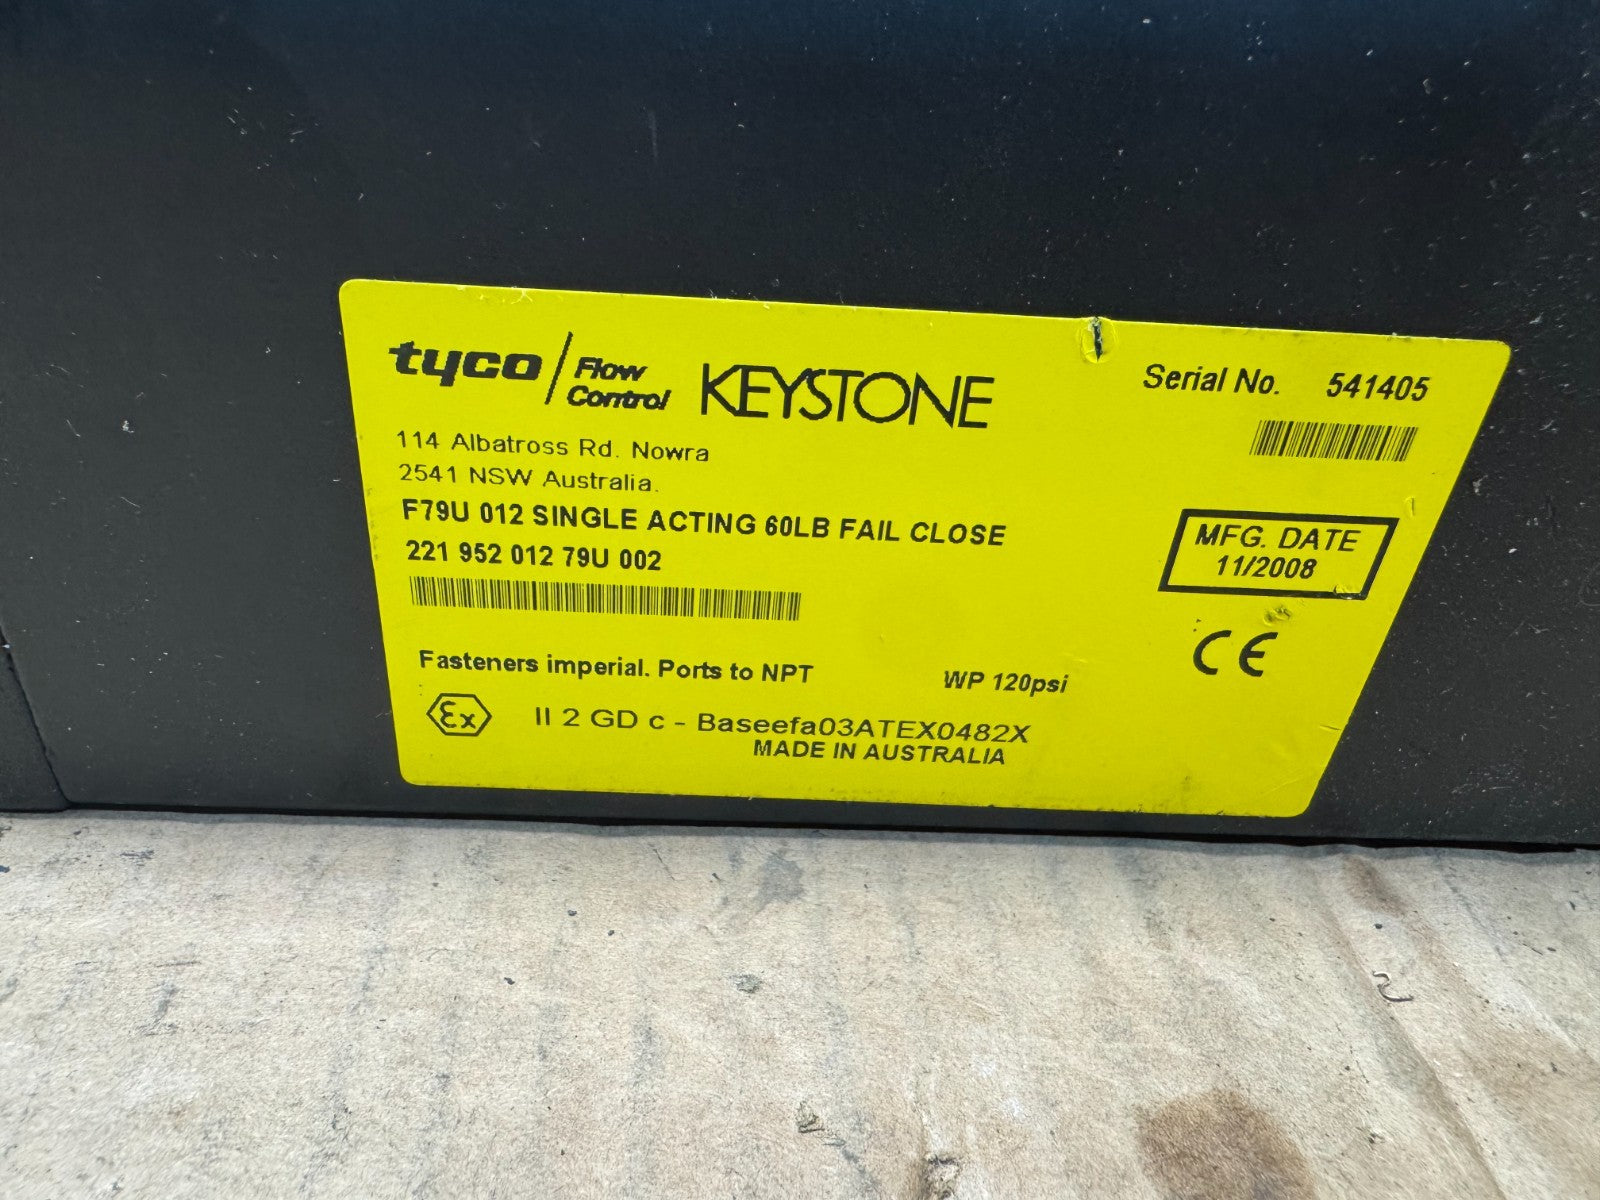 tyco / Flow Control KEYSTONE
Serial No. 541405
114 Albatross Rd. Nowra
2541 NSW Australia.
F79U 012 SINGLE ACTING 60LB FAIL CLOSE
221 952 012 79U 002
MFG. DATE
11/2008
CE
Fasteners imperial. Ports to NPT WP 120psi
Ex II 2 GD c - Baseefa03ATEX0482X
MADE IN AUSTRALIA